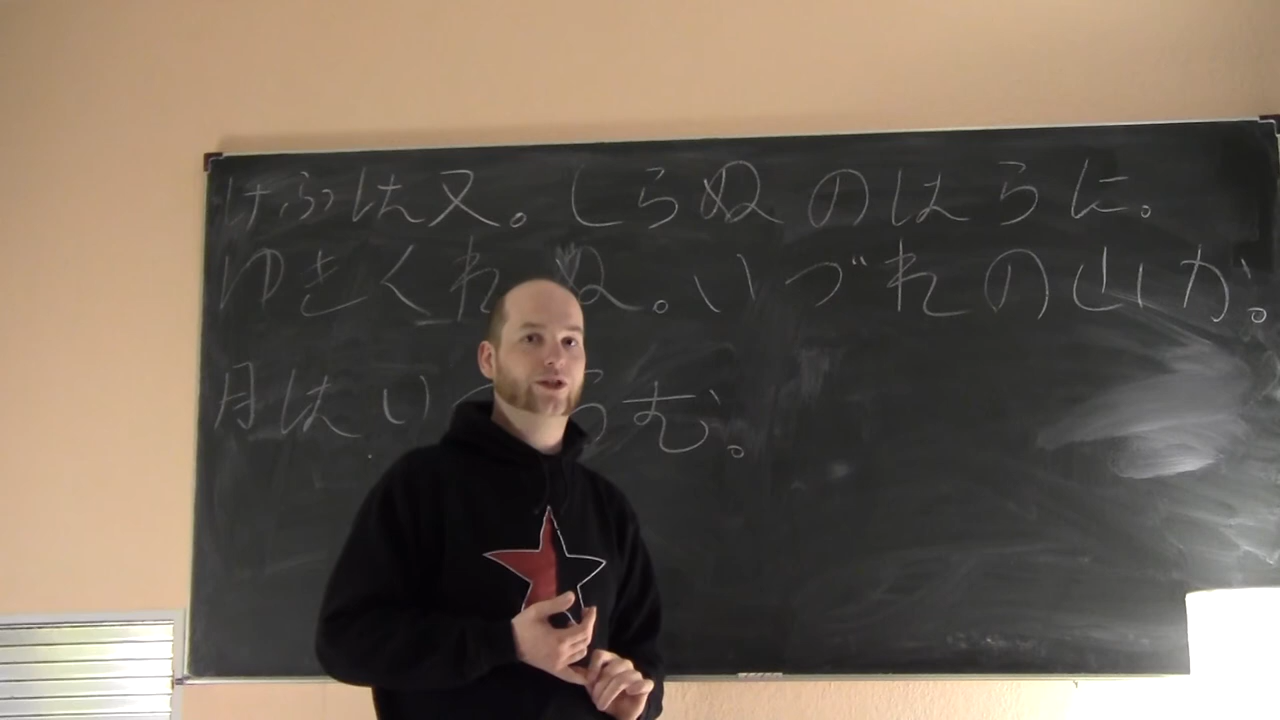 けふは又。しらぬのはらに。
ゆきくれぬ。いづれの山か。
月はい らむ。